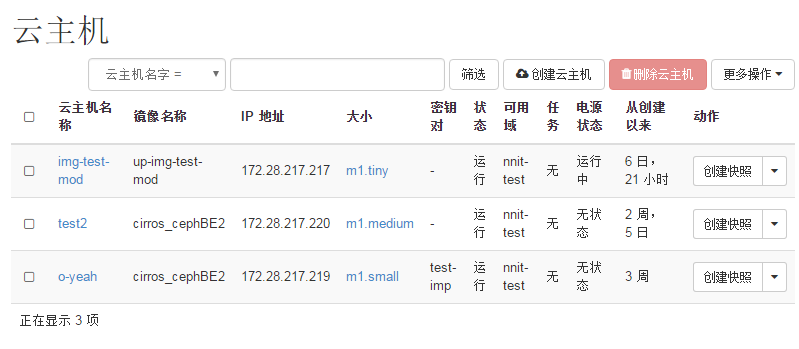 云主机
云主机名字 = 筛选 创建云主机 删除云主机 更多操作
云主机名称 镜像名称 IP 地址 大小 密钥对 状态 可用域 任务 电源状态 从创建以来 动作
img-test-mod up-img-test-mod 172.28.217.217 m1.tiny - 运行 nnit-test 无 运行中 6 日，21 小时 创建快照
test2 cirros_cephBE2 172.28.217.220 m1.medium - 运行 nnit-test 无 无状态 2 周，5 日 创建快照
o-yeah cirros_cephBE2 172.28.217.219 m1.small test-imp 运行 nnit-test 无 无状态 3 周 创建快照
正在显示 3 项